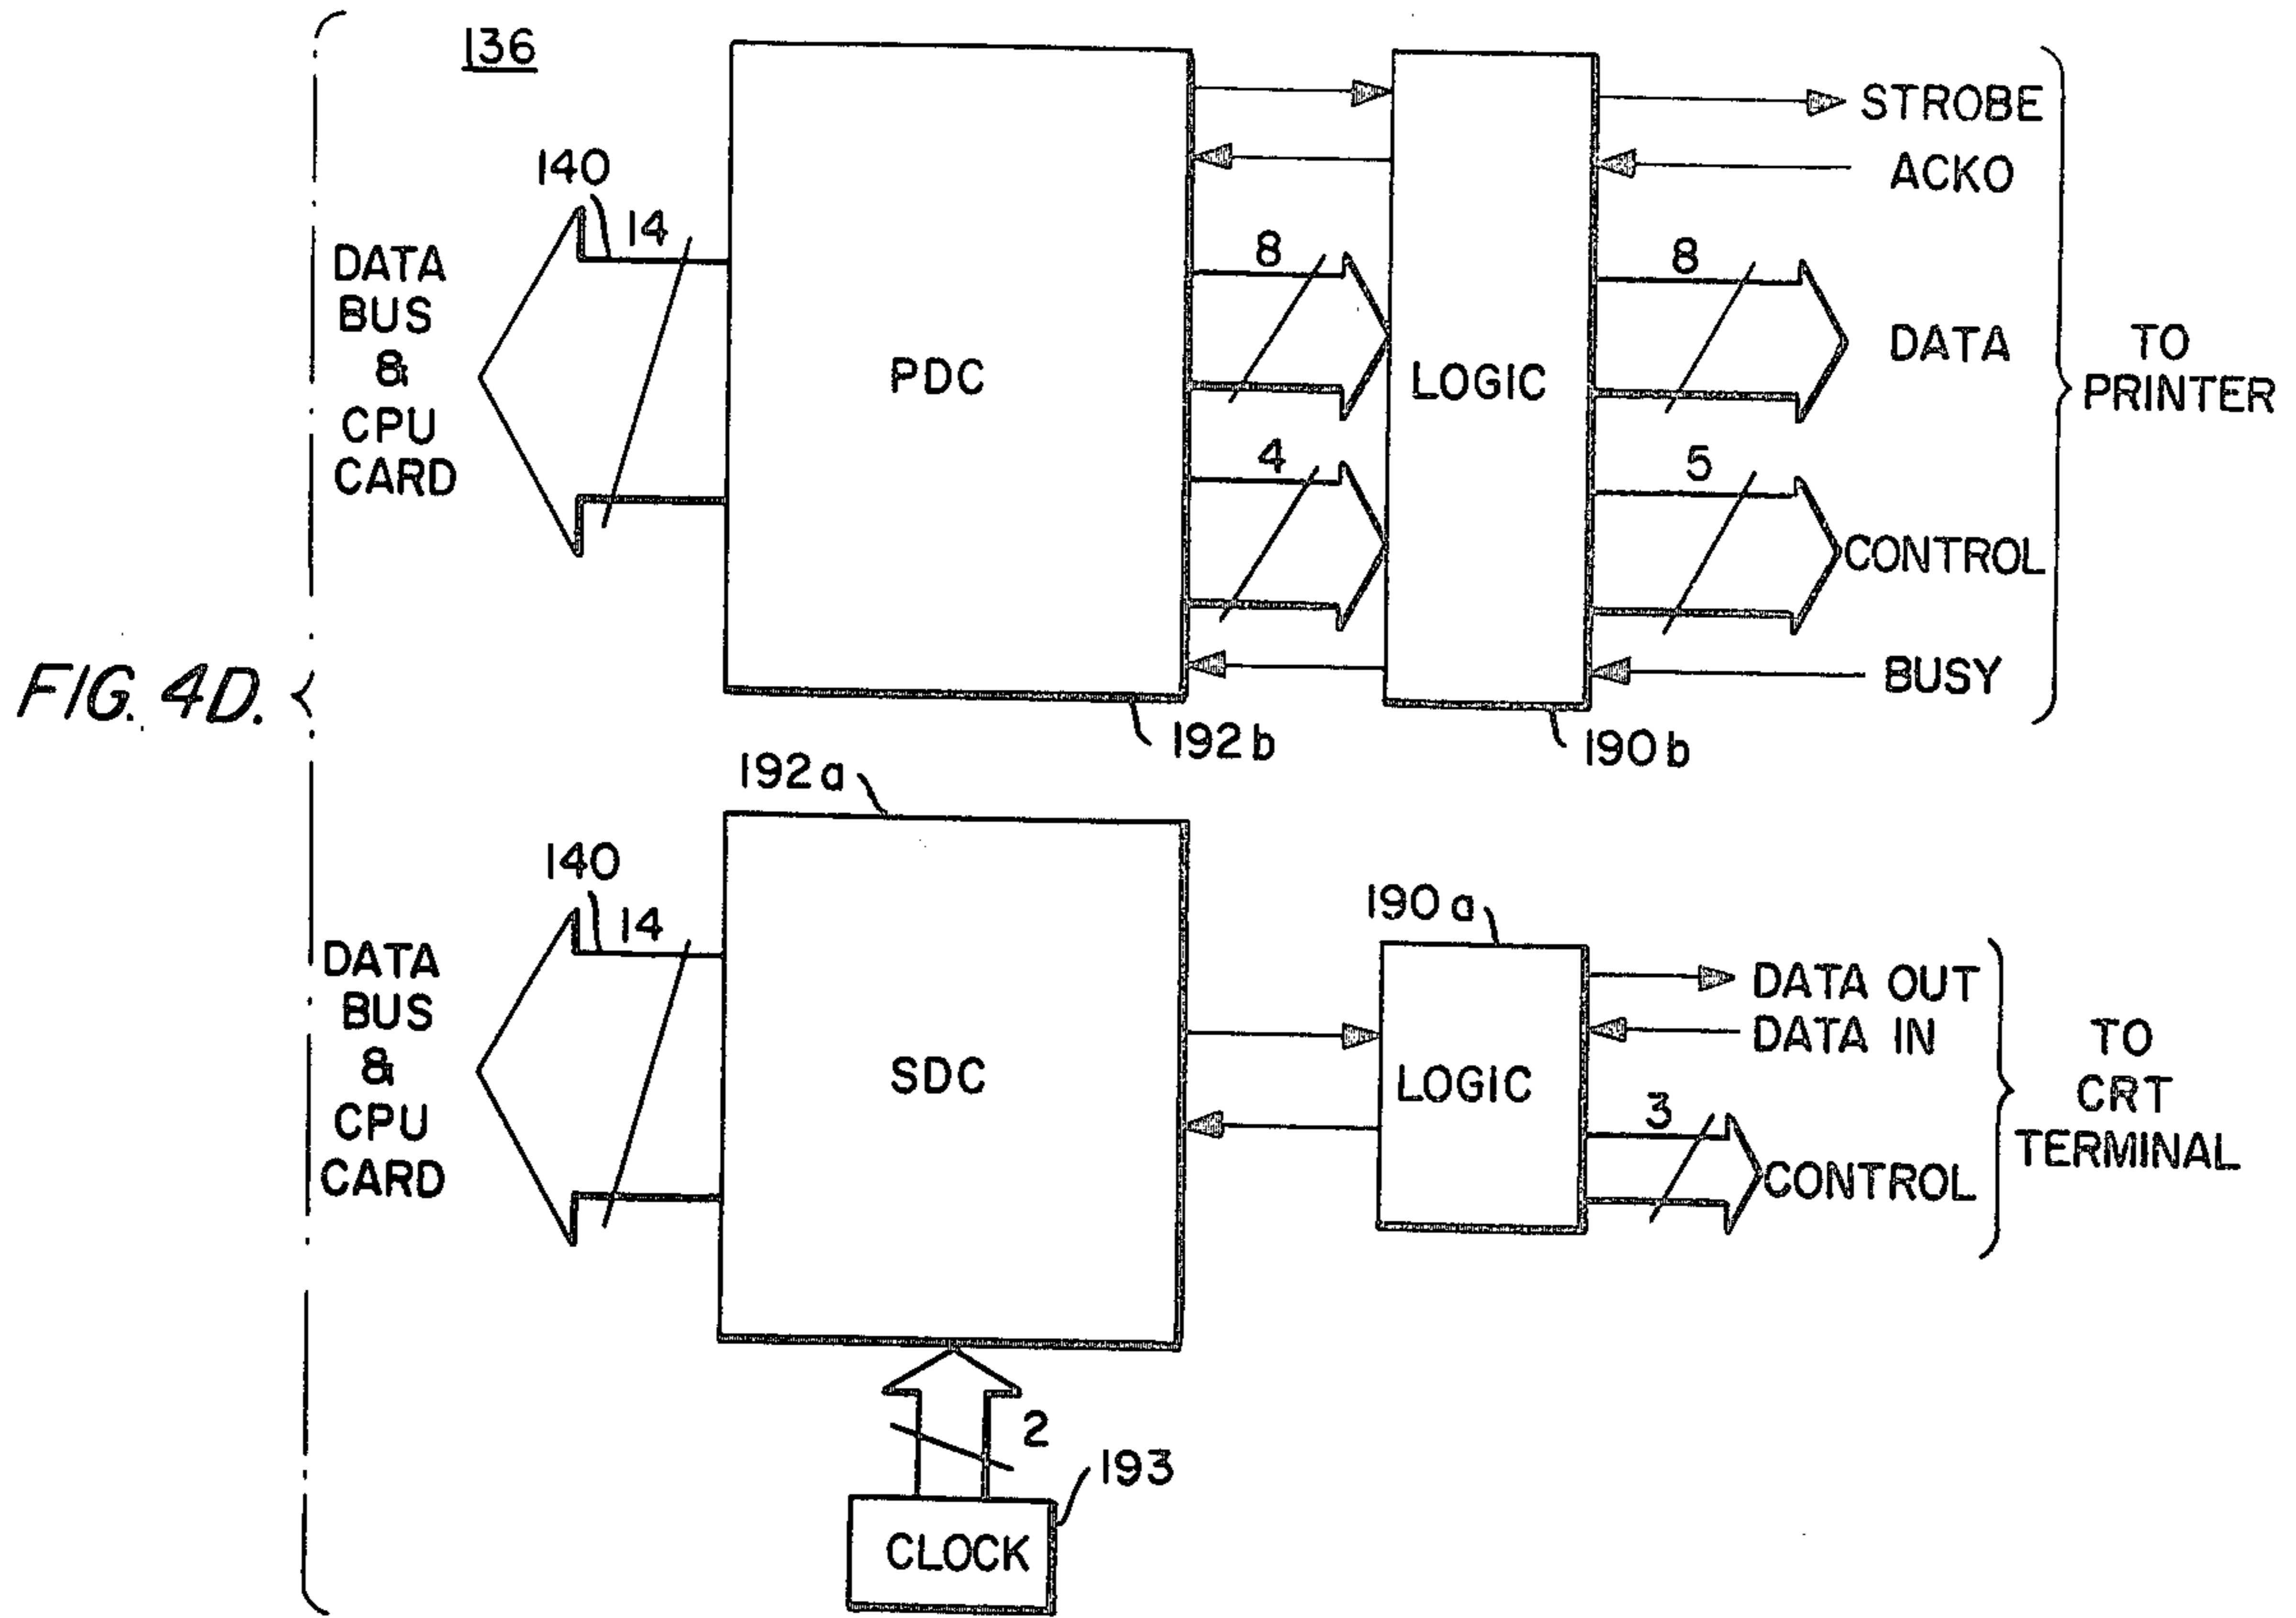 136
140
14
DATA
BUS
&
CPU
CARD
PDC
8
4
LOGIC
8
5
STROBE
ACKO
DATA
CONTROL
BUSY
TO
PRINTER
192b
190b
FIG. 4D.
192a
140
14
DATA
BUS
&
CPU
CARD
SDC
190a
LOGIC
DATA OUT
DATA IN
3
CONTROL
TO
CRT
TERMINAL
2
193
CLOCK